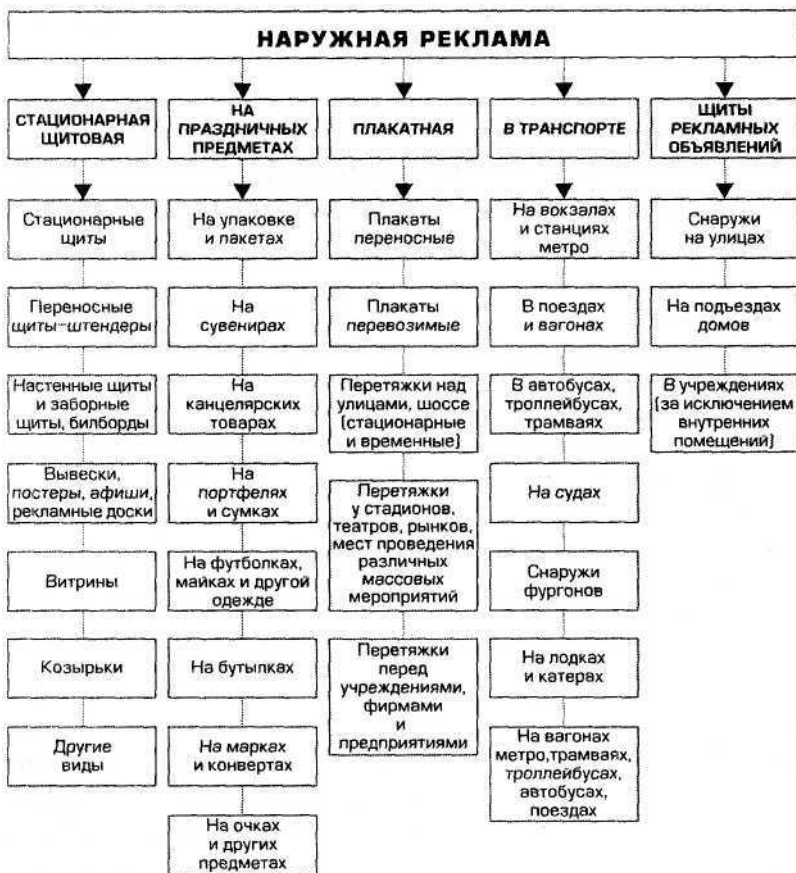 НАРУЖНАЯ РЕКЛАМА
СТАЦИОНАРНАЯ
ЩИТОВАЯ
Стационарные
щиты
Переносные
щиты-штендеры
Настенные щиты
и заборные
щиты, билборды
Вывески,
постеры, афиши,
рекламные доски
Витрины
Козырьки
Другие
виды
НА
ПРАЗДНИЧНЫХ
ПРЕДМЕТАХ
На упаковке
и пакетах
На
сувенирах
На
канцелярских
товарах
На
портфелях
и сумках
На футболках,
майках и другой
одежде
На бутылках
На марках
и конвертах
На очках
и других
предметах
ПЛАКАТНАЯ
Плакаты
переносные
Плакаты
перевозимые
Перетяжки над
улицами, шоссе
(стационарные
и временные)
Перетяжки
у стадионов,
театров, рынков,
мест проведения
различных
массовых
мероприятий
Перетяжки
перед
учреждениями,
фирмами
и
предприятиями
В ТРАНСПОРТЕ
На вокзалах
и станциях
метро
В поездах
и вагонах
В автобусах,
троллейбусах,
трамваях
На судах
Снаружи
фургонов
На лодках
и катерах
На вагонах
метро,трамваях,
троллейбусах,
автобусах,
поездах
ЩИТЫ
РЕКЛАМНЫХ
ОБЪЯВЛЕНИЙ
Снаружи
на улицах
На подъездах
домов
В учреждениях
(за исключением
внутренних
помещений)